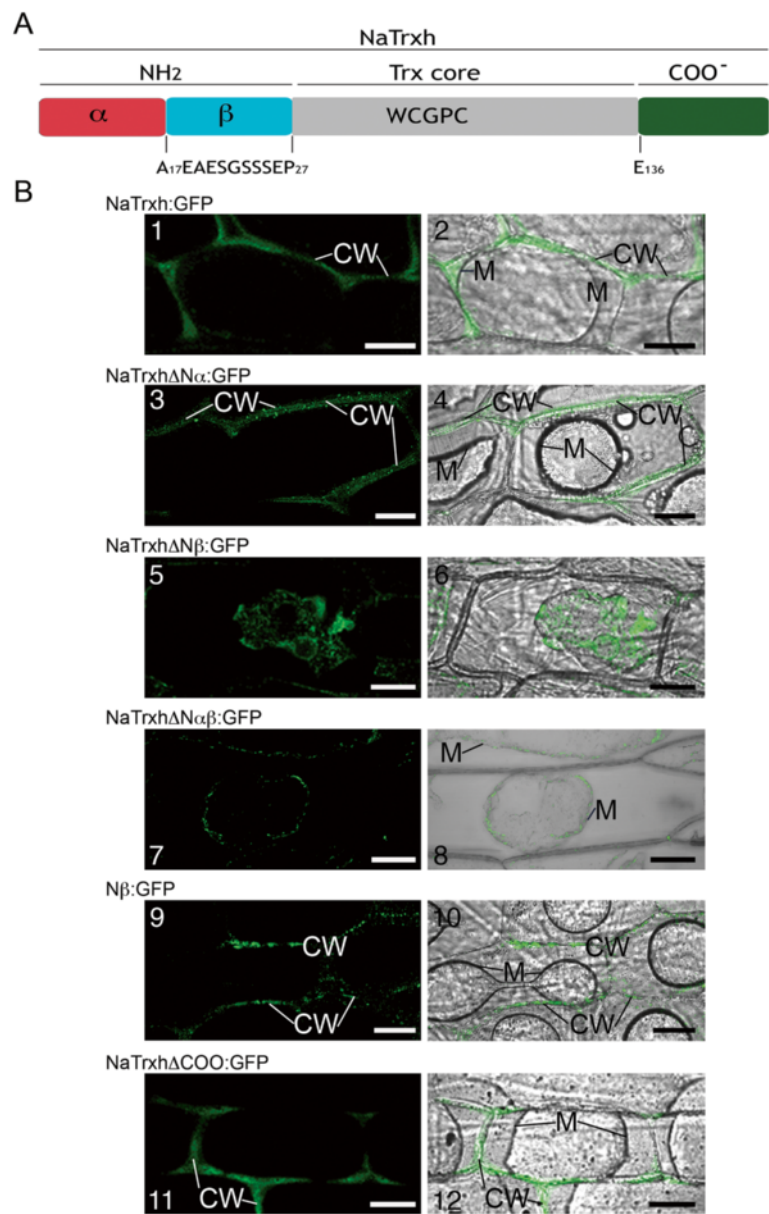 A
NaTrxh
NH2 Trx core COO-
α β WCGPC
A17EAESGSSSEP27 E136
B
NaTrxh:GFP
1 CW
2 CW M M
NaTrxhΔNα:GFP
3 CW CW
4 CW CW M M
NaTrxhΔNβ:GFP
5
6
NaTrxhΔNαβ:GFP
7
M M 8
Nβ:GFP
9 CW CW
10 CW M CW
NaTrxhΔCOO:GFP
11 CW
M 12 CW